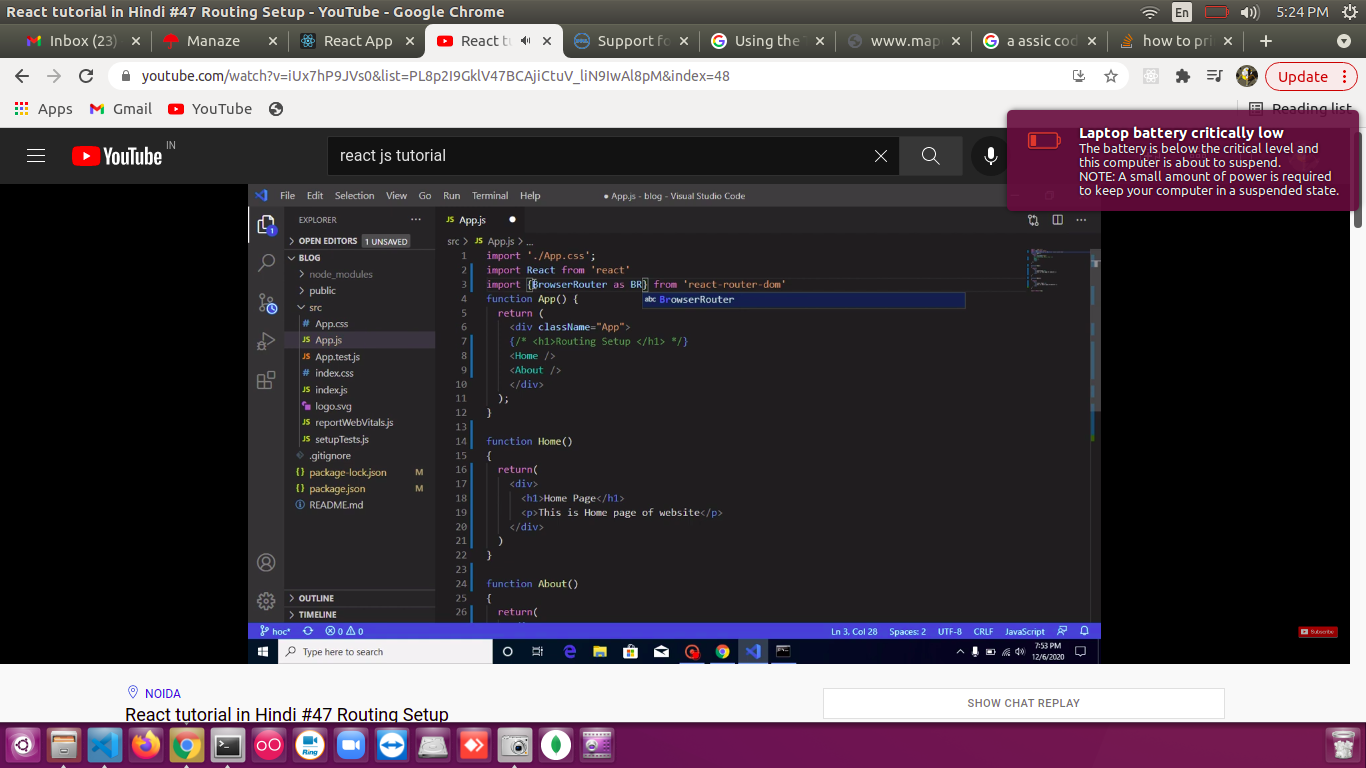 React tutorial in Hindi #47 Routing Setup - YouTube - Google Chrome
En
5:24 PM
Inbox (23)
Manaze
React App
React tu
Support fo
Using the T
www.map
a assic cod
how to pri
youtube.com/watch?v=iUx7hP9JVs0&list=PL8p2I9GklV47BCAjiCtuV_liN9IwAl8pM&index=48
Update
Apps
Gmail
YouTube
Reading list
Laptop battery critically low
The battery is below the critical level and
this computer is about to suspend.
NOTE: A small amount of power is required
to keep your computer in a suspended state.
YouTube IN
react js tutorial
File Edit Selection View Go Run Terminal Help
● App.js - blog - Visual Studio Code
EXPLORER
OPEN EDITORS 1 UNSAVED
BLOG
node_modules
public
src
# App.css
JS App.js
JS App.test.js
# index.css
JS index.js
logo.svg
JS reportWebVitals.js
JS setupTests.js
.gitignore
{} package-lock.json M
{} package.json M
README.md
OUTLINE
TIMELINE
1
JS App.js ●
src > JS App.js > ...
1 import './App.css';
2 import React from 'react'
3 import {BrowserRouter as BR} from 'react-router-dom'
abc BrowserRouter
4 function App() {
5 return (
6 <div className="App">
7 {/* <h1>Routing Setup </h1> */}
8 <Home />
9 <About />
10 </div>
11 );
12 }
13
14 function Home()
15 {
16 return(
17 <div>
18 <h1>Home Page</h1>
19 <p>This is Home page of website</p>
20 </div>
21 )
22 }
23
24 function About()
25 {
26 return(
hoc* 0 0
Ln 3, Col 28 Spaces: 2 UTF-8 CRLF JavaScript
Subscribe
Type here to search
7:53 PM
12/6/2020
NOIDA
React tutorial in Hindi #47 Routing Setup
SHOW CHAT REPLAY
Ring